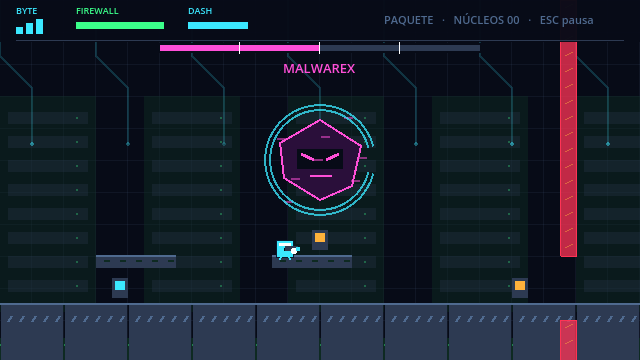 BYTE
FIREWALL
DASH
PAQUETE · NÚCLEOS 00 · ESC pausa
MALWAREX